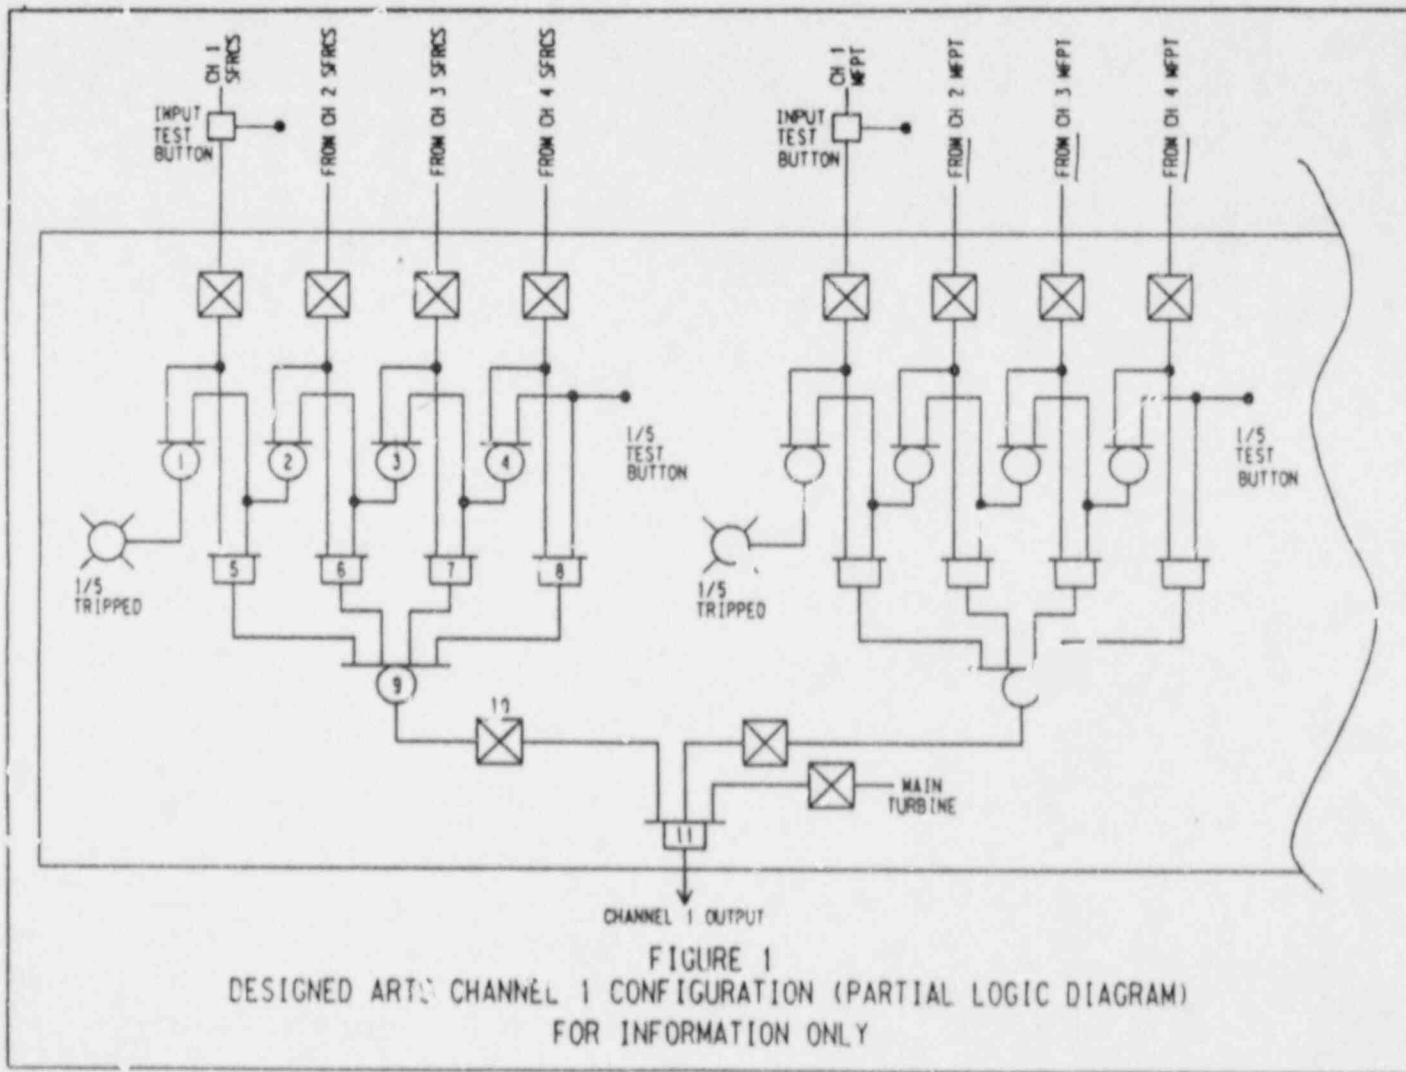 CH 1
SFRCS
FROM CH 2 SFRCS
FROM CH 3 SFRCS
FROM CH 4 SFRCS
INPUT
TEST
BUTTON
CH 1
MFPT
FROM CH 2 MFPT
FROM CH 3 MFPT
FROM CH 4 MFPT
INPUT
TEST
BUTTON
1
2
3
4
1/5
TEST
BUTTON
1/5
TEST
BUTTON
5
6
7
8
1/5
TRIPPED
1/5
TRIPPED
9
10
MAIN
TURBINE
11
CHANNEL 1 OUTPUT
FIGURE 1
DESIGNED CHANNEL 1 CONFIGURATION (PARTIAL LOGIC DIAGRAM)
FOR INFORMATION ONLY